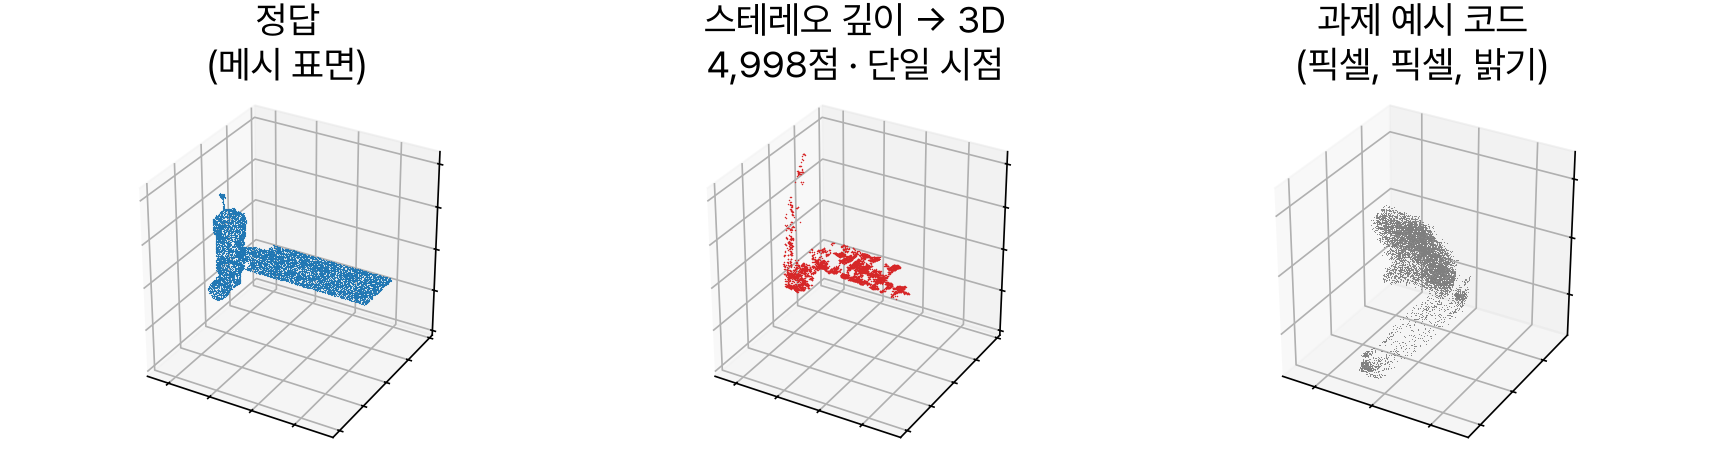 정답
(메시 표면)
스테레오 깊이 → 3D
4,998점 · 단일 시점
과제 예시 코드
(픽셀, 픽셀, 밝기)